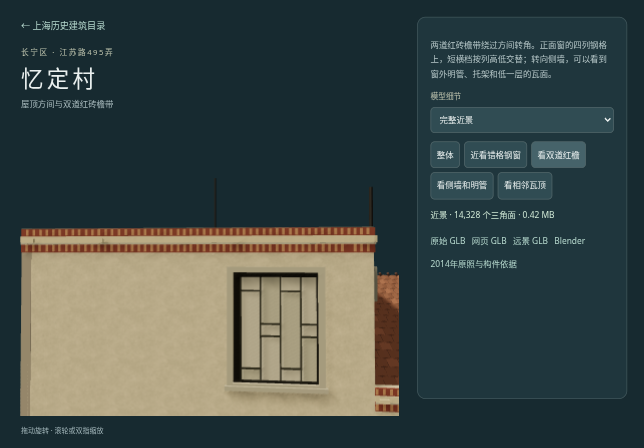 ← 上海历史建筑目录
长宁区 · 江苏路495弄
忆定村
屋顶方间与双道红砖檐带
拖动旋转 · 滚轮或双指缩放
两道红砖檐带绕过方间转角。正面窗的四列钢格
上，短横档按列高低交替；转向侧墙，可以看到
窗外明管、托架和低一层的瓦面。
模型细节
完整近景
整体
近看错格钢窗
看双道红檐
看侧墙和明管
看相邻瓦顶
近景 · 14,328 个三角面 · 0.42 MB
原始 GLB 网页 GLB 远景 GLB Blender
2014年原照与构件依据